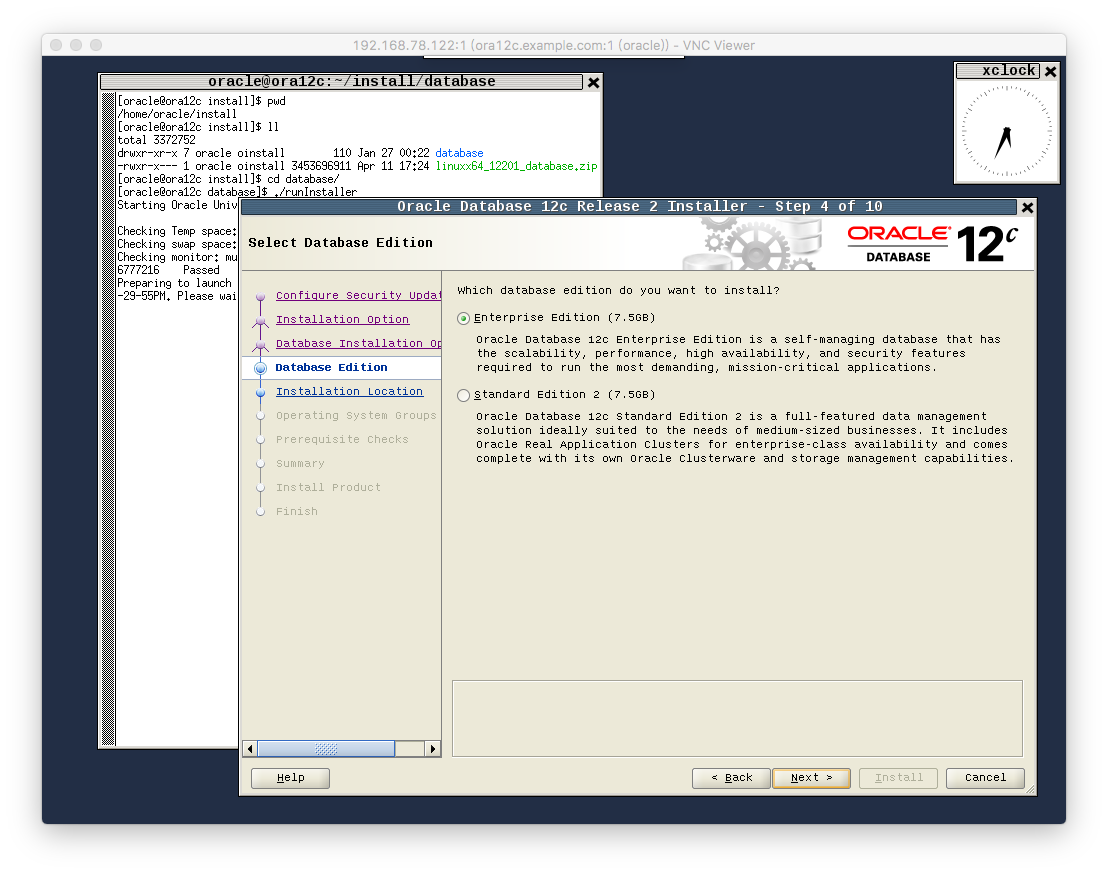 192.168.78.122:1 (ora12c.example.com:1 (oracle)) - VNC Viewer
oracle@ora12c:~/install/database
[oracle@ora12c install]$ pwd
/home/oracle/install
[oracle@ora12c install]$ ll
total 3372752
drwxr-xr-x 7 oracle oinstall 110 Jan 27 00:22 database
-rwxr-x--- 1 oracle oinstall 3453696911 Apr 11 17:24 linuxx64_12201_database.zip
[oracle@ora12c install]$ cd database/
[oracle@ora12c database]$ ./runInstaller
Starting Oracle Univ
Checking Temp space:
Checking swap space:
Checking monitor: mu
6777216 Passed
Preparing to launch
-29-55PM. Please wai
xclock
Oracle Database 12c Release 2 Installer - Step 4 of 10
Select Database Edition
ORACLE
DATABASE
12c
Configure Security Updat
Installation Option
Database Installation Op
Database Edition
Installation Location
Operating System Groups
Prerequisite Checks
Summary
Install Product
Finish
Which database edition do you want to install?
Enterprise Edition (7.5GB)
Oracle Database 12c Enterprise Edition is a self-managing database that has
the scalability, performance, high availability, and security features
required to run the most demanding, mission-critical applications.
Standard Edition 2 (7.5GB)
Oracle Database 12c Standard Edition 2 is a full-featured data management
solution ideally suited to the needs of medium-sized businesses. It includes
Oracle Real Application Clusters for enterprise-class availability and comes
complete with its own Oracle Clusterware and storage management capabilities.
Help
< Back
Next >
Install
Cancel